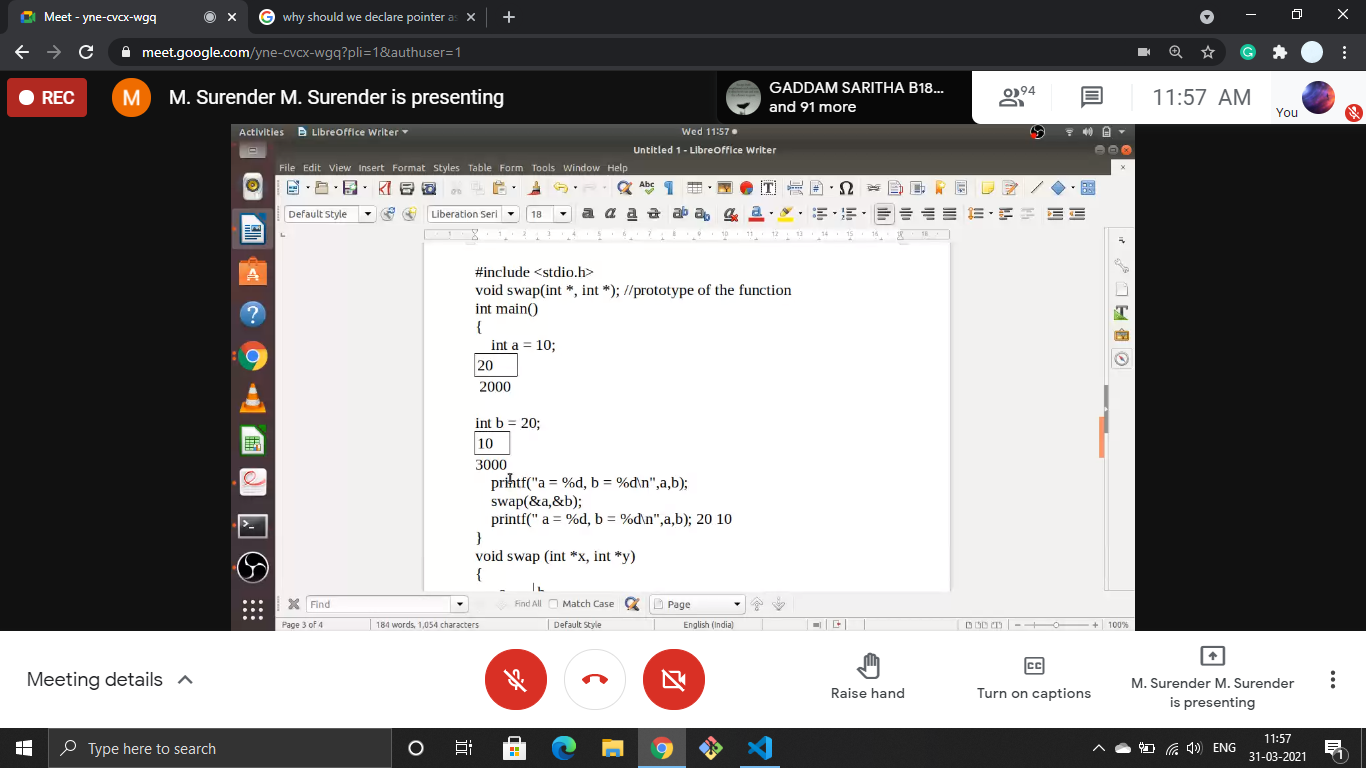 Meet - yne-cvcx-wgq
why should we declare pointer as
meet.google.com/yne-cvcx-wgq?pli=1&authuser=1
REC
M
M. Surender M. Surender is presenting
GADDAM SARITHA B18...
and 91 more
94
11:57 AM
You
Activities
LibreOffice Writer
Wed 11:57
Untitled 1 - LibreOffice Writer
File Edit View Insert Format Styles Table Form Tools Window Help
Default Style
Liberation Seri
18
#include <stdio.h>
void swap(int *, int *); //prototype of the function
int main()
{
int a = 10;
20
2000
int b = 20;
10
3000
printf("a = %d, b = %d\n",a,b);
swap(&a,&b);
printf(" a = %d, b = %d\n",a,b); 20 10
}
void swap (int *x, int *y)
{
Find
Find All
Match Case
Page
Page 3 of 4
184 words, 1,054 characters
Default Style
English (India)
100%
Meeting details
Raise hand
Turn on captions
M. Surender M. Surender
is presenting
Type here to search
ENG
11:57
31-03-2021
1